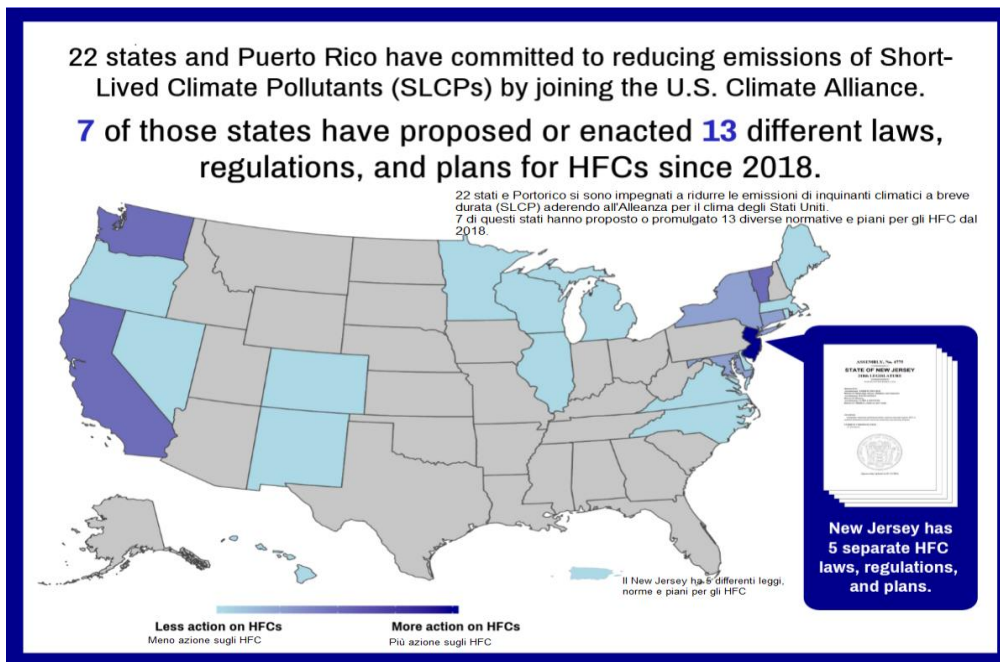 22 states and Puerto Rico have committed to reducing emissions of Short-
Lived Climate Pollutants (SLCPs) by joining the U.S. Climate Alliance.
7 of those states have proposed or enacted 13 different laws,
regulations, and plans for HFCs since 2018.
22 stati e Portorico si sono impegnati a ridurre le emissioni di inquinanti climatici a breve
durata (SLCP) aderendo all'Alleanza per il clima degli Stati Uniti.
7 di questi stati hanno proposto o promulgato 13 diverse normative e piani per gli HFC dal
2018.
ASSEMBLY, No.
STATE OF NEW JERSEY
New Jersey has
5 separate HFC
laws, regulations,
and plans.
Il New Jersey ha 5 differenti leggi,
norme e piani per gli HFC
Less action on HFCs
More action on HFCs
Meno azione sugli HFC
Più azione sugli HFC